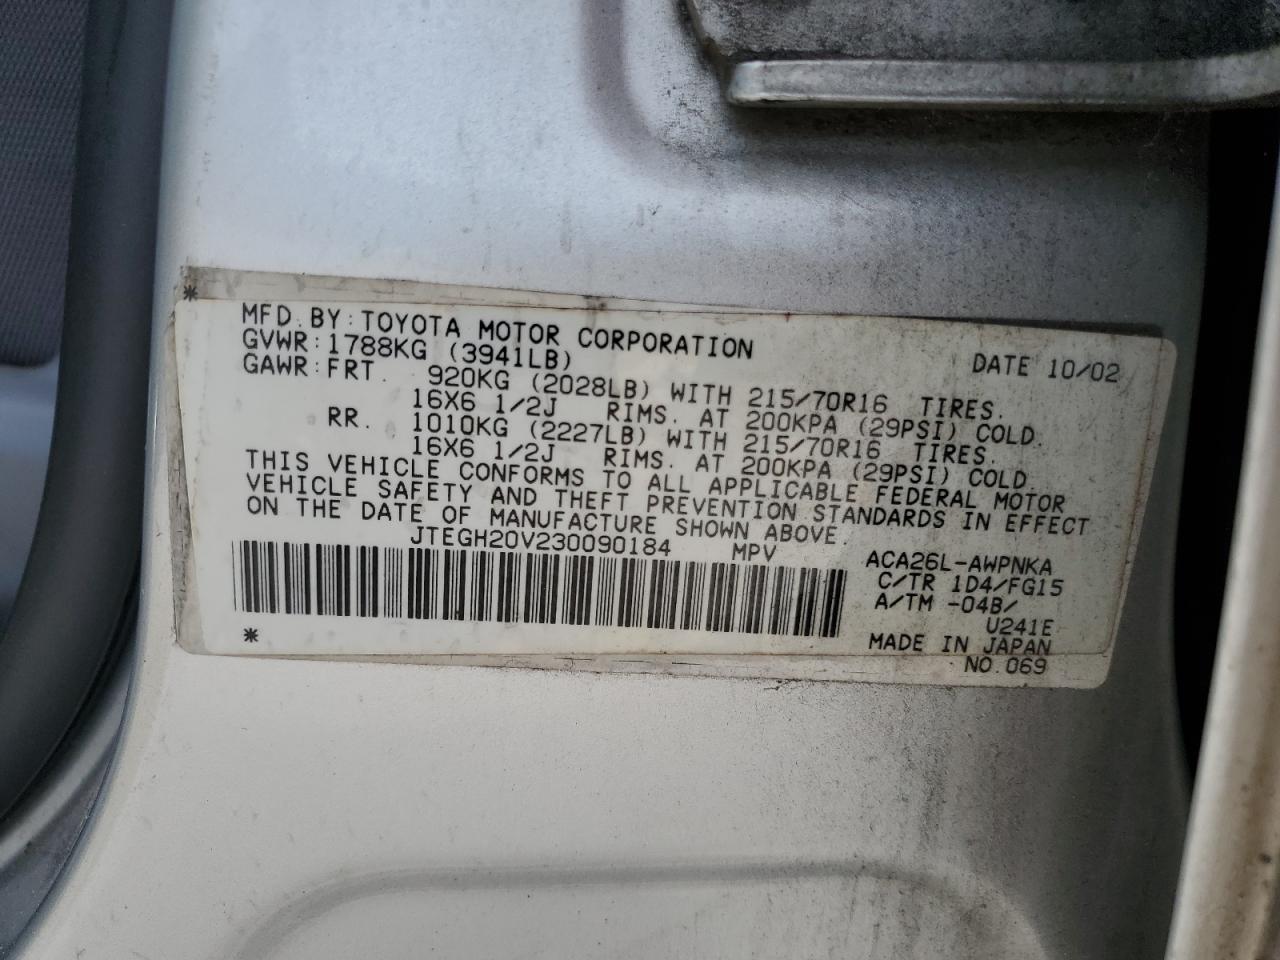 *
MFD. BY: TOYOTA MOTOR CORPORATION DATE 10/02
GVWR: 1788KG (3941LB)
GAWR: FRT. 920KG (2028LB) WITH 215/70R16 TIRES.
16X6 1/2J RIMS. AT 200KPA (29PSI) COLD.
RR. 1010KG (2227LB) WITH 215/70R16 TIRES.
16X6 1/2J RIMS. AT 200KPA (29PSI) COLD
THIS VEHICLE CONFORMS TO ALL APPLICABLE FEDERAL MOTOR
VEHICLE SAFETY AND THEFT PREVENTION STANDARDS IN EFFECT
ON THE DATE OF MANUFACTURE SHOWN ABOVE.
JTEGH20V230090184 MPV
ACA26L-AWPNKA
C/TR 1D4/FG15
A/TM -04B/
U241E
MADE IN JAPAN
NO.069
*